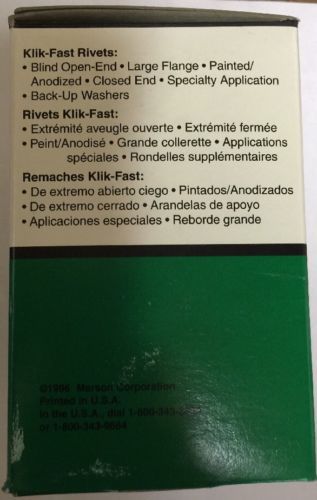 Klik-Fast Rivets:
• Blind Open-End • Large Flange • Painted/
Anodized • Closed End • Specialty Application
• Back-Up Washers
Rivets Klik-Fast:
• Extrémité aveugle ouverte • Extrémité fermée
• Peint/Anodisé • Grande collerette • Applications
spéciales • Rondelles supplémentaires
Remaches Klik-Fast:
• De extremo abierto ciego • Pintados/Anodizados
• De extremo cerrado • Arandelas de apoyo
• Aplicaciones especiales • Reborde grande
©1996 Marson Corporation
Printed in U.S.A.
In the U.S.A., dial
or 1-800-343-9664